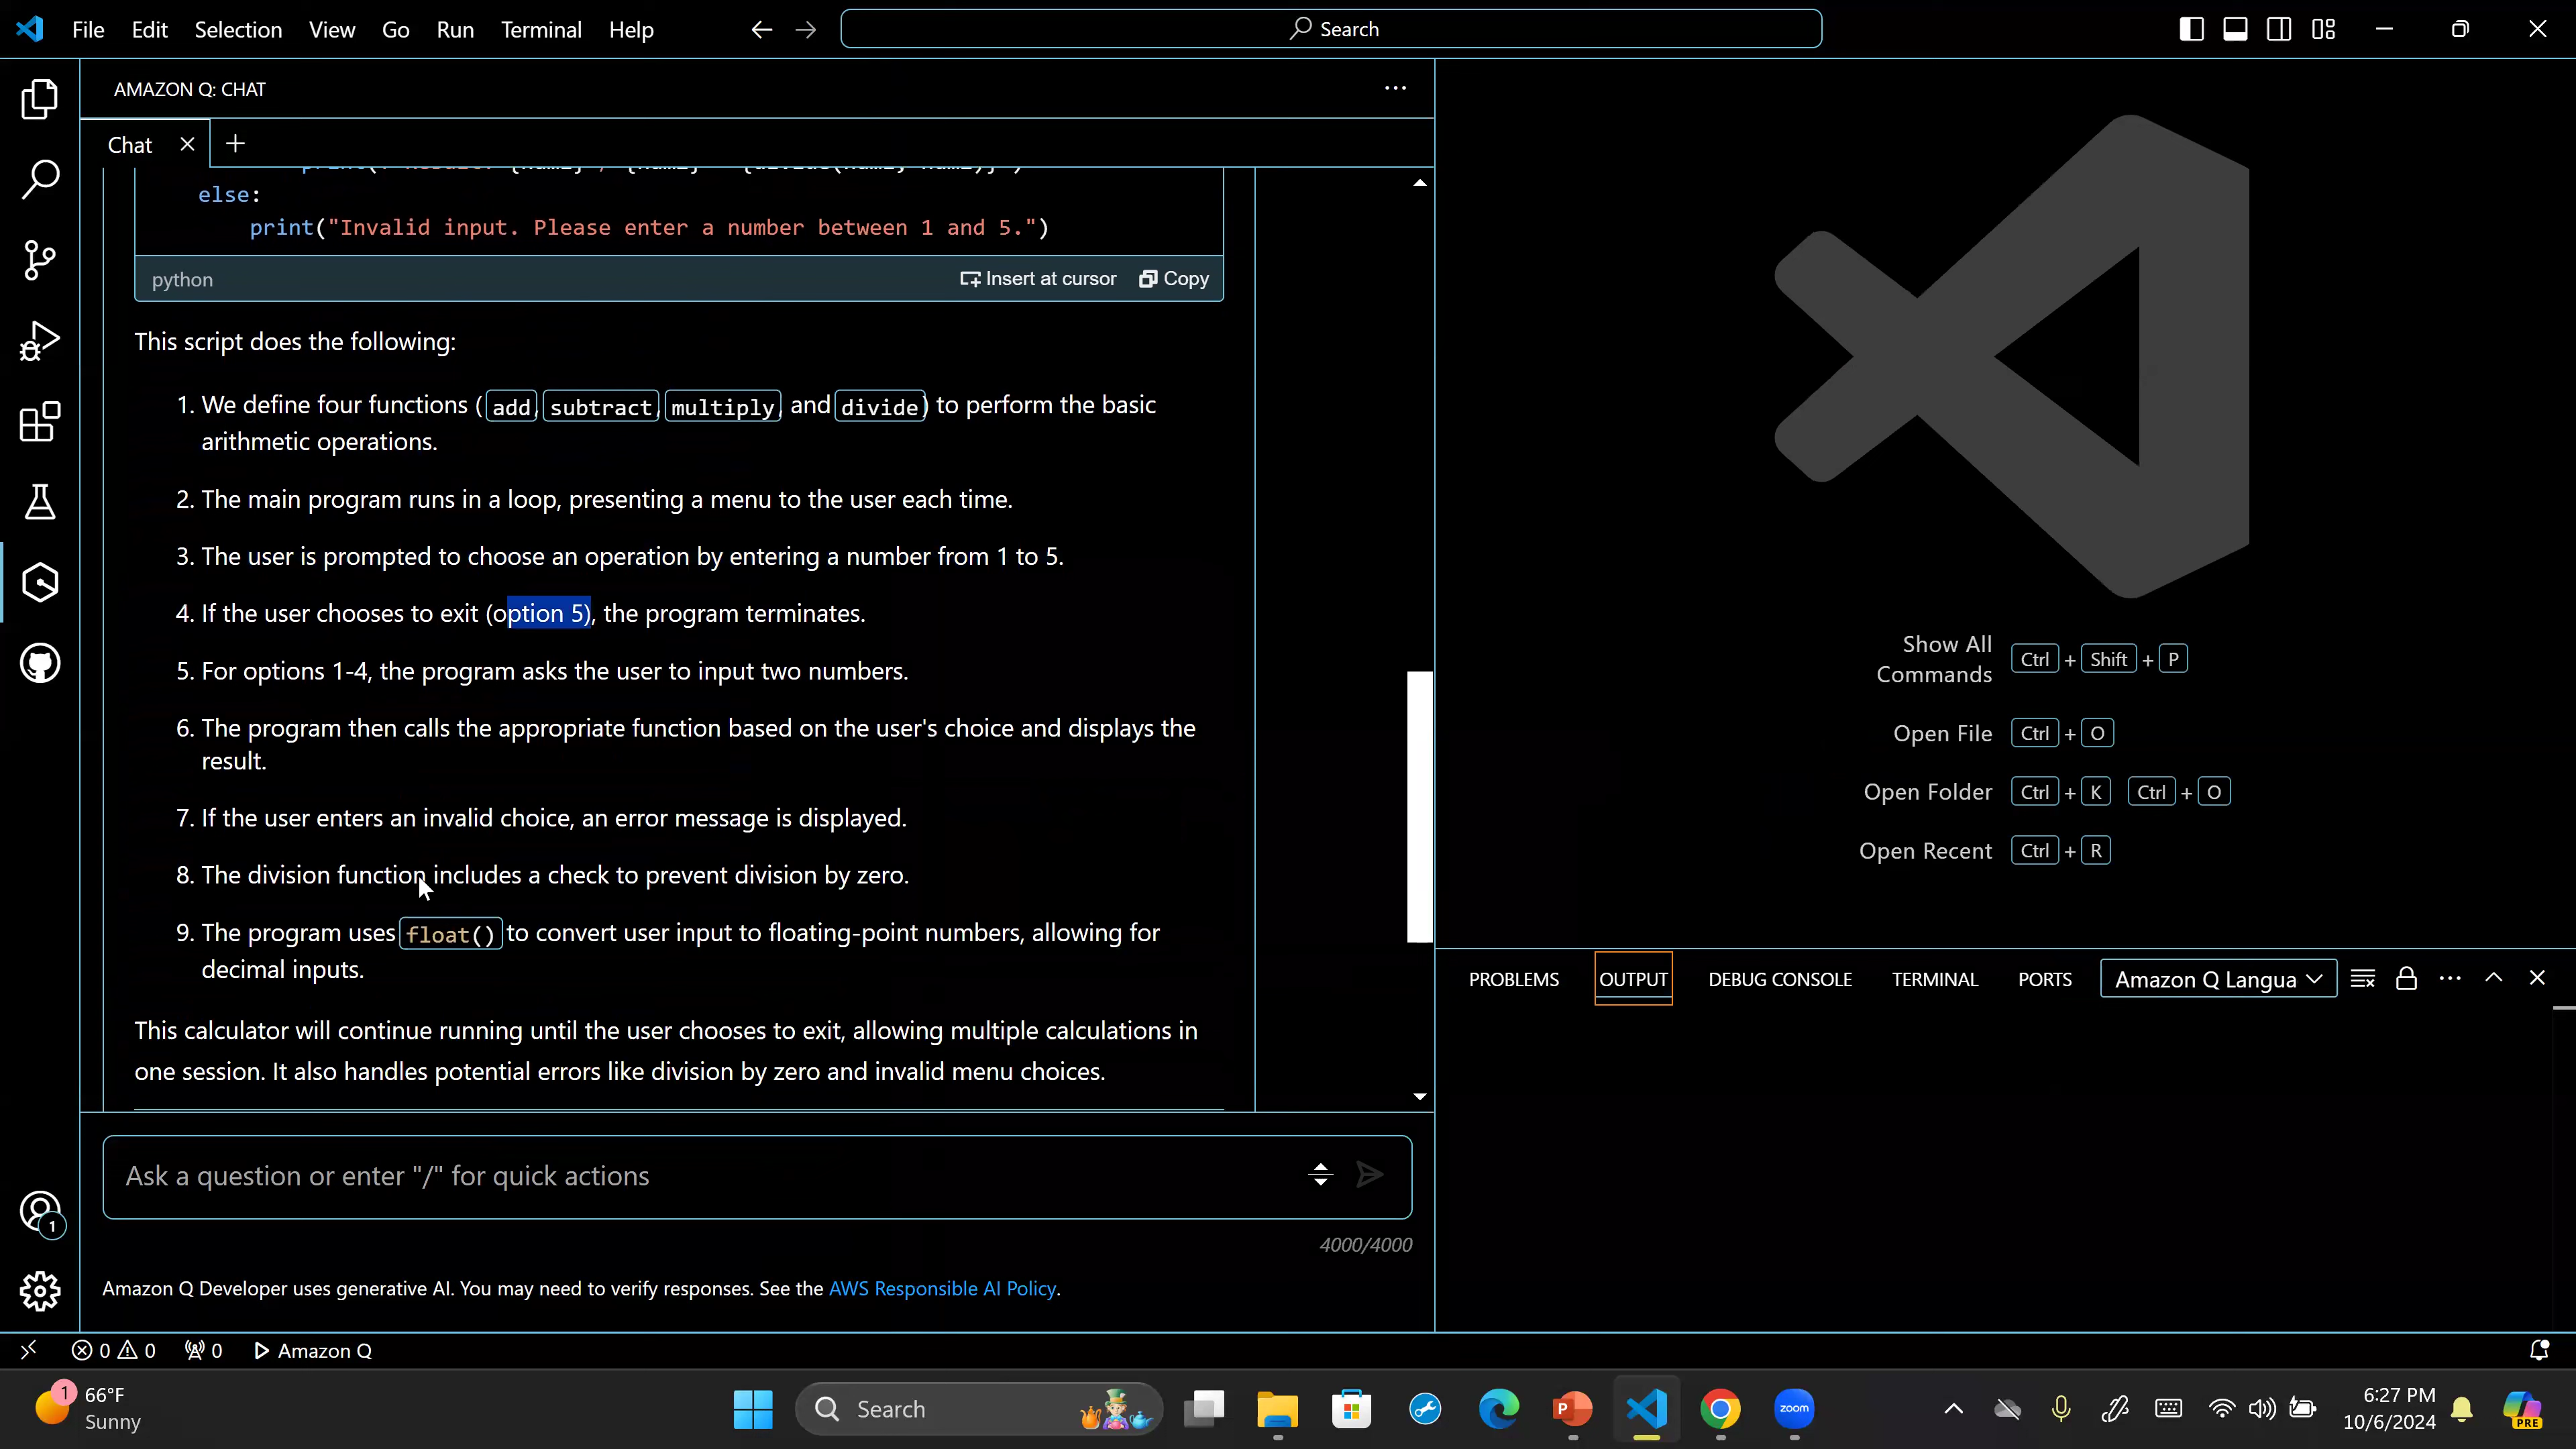 File Edit Selection View Go Run Terminal Help
Search
AMAZON Q: CHAT
Chat
else:
print("Invalid input. Please enter a number between 1 and 5.")
python Insert at cursor Copy
This script does the following:
1. We define four functions (add, subtract, multiply, and divide) to perform the basic
arithmetic operations.
2. The main program runs in a loop, presenting a menu to the user each time.
3. The user is prompted to choose an operation by entering a number from 1 to 5.
4. If the user chooses to exit (option 5), the program terminates.
5. For options 1-4, the program asks the user to input two numbers.
6. The program then calls the appropriate function based on the user's choice and displays the
result.
7. If the user enters an invalid choice, an error message is displayed.
8. The division function includes a check to prevent division by zero.
9. The program uses float() to convert user input to floating-point numbers, allowing for
decimal inputs.
This calculator will continue running until the user chooses to exit, allowing multiple calculations in
one session. It also handles potential errors like division by zero and invalid menu choices.
Ask a question or enter "/" for quick actions
4000/4000
Amazon Q Developer uses generative AI. You may need to verify responses. See the AWS Responsible AI Policy.
Show All
Commands Ctrl + Shift + P
Open File Ctrl + O
Open Folder Ctrl + K Ctrl + O
Open Recent Ctrl + R
PROBLEMS OUTPUT DEBUG CONSOLE TERMINAL PORTS Amazon Q Langua
1
0 0 0 Amazon Q
1
66°F
Sunny
Search
zoom
6:27 PM
10/6/2024
PRE